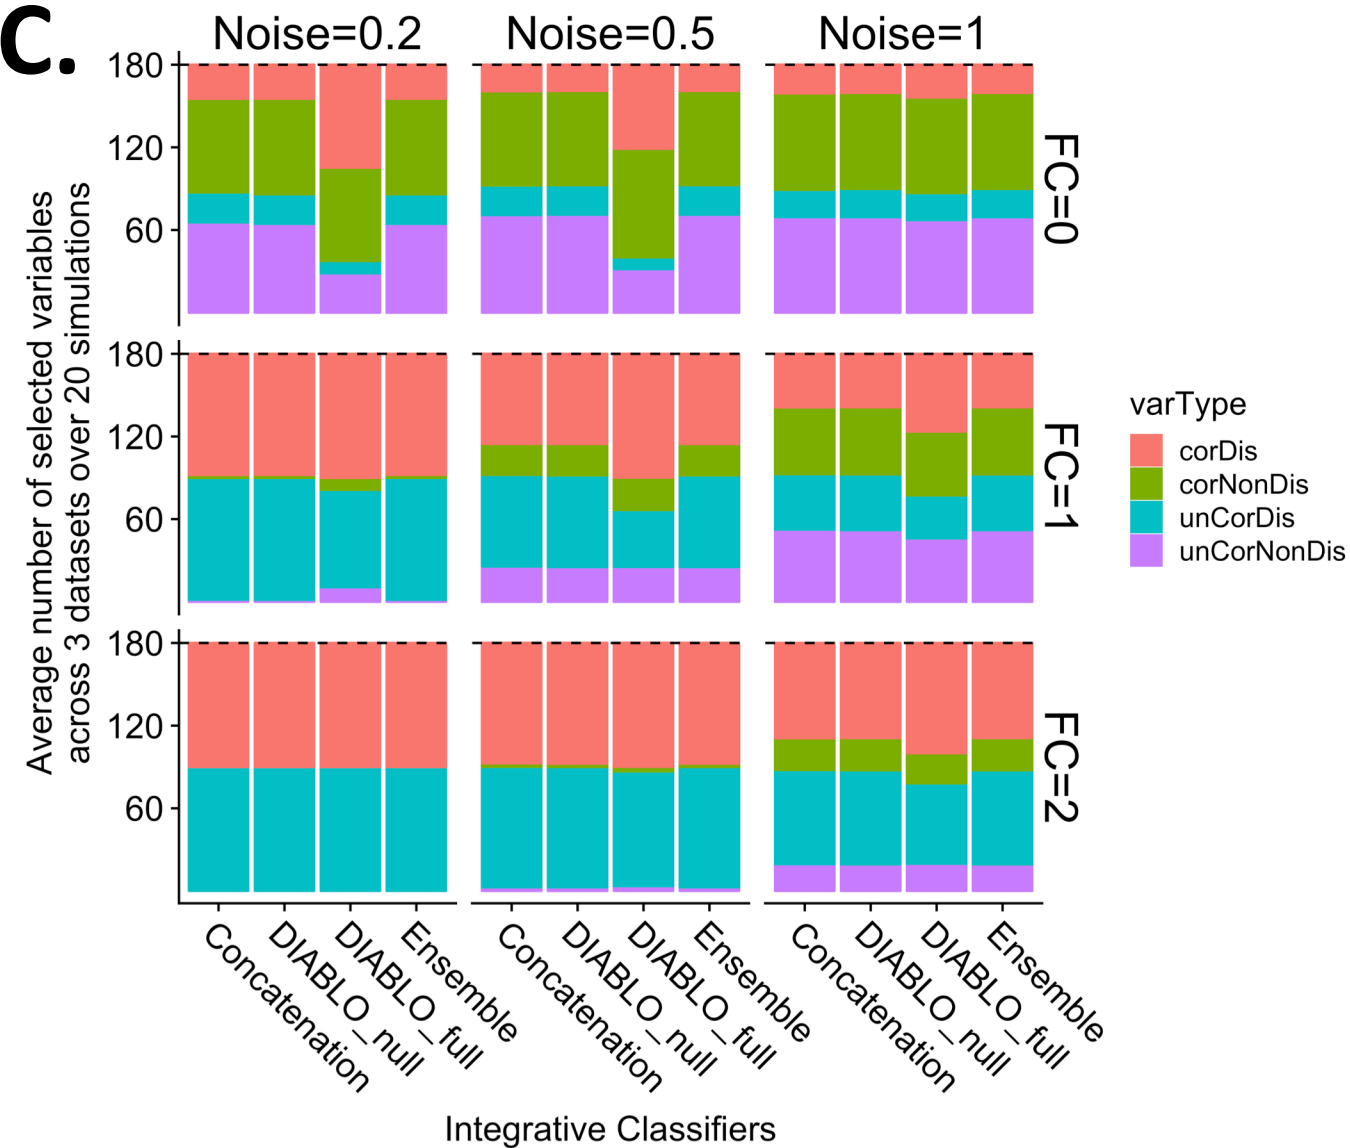 C.
Noise=0.2
Noise=0.5
Noise=1
180
120
60
FC=0
180
120
60
FC=1
180
120
60
FC=2
Average number of selected variables
across 3 datasets over 20 simulations
Concatenation
DIABLO_null
DIABLO_full
Ensemble
Concatenation
DIABLO_null
DIABLO_full
Ensemble
Concatenation
DIABLO_null
DIABLO_full
Ensemble
Integrative Classifiers
varType
corDis
corNonDis
unCorDis
unCorNonDis